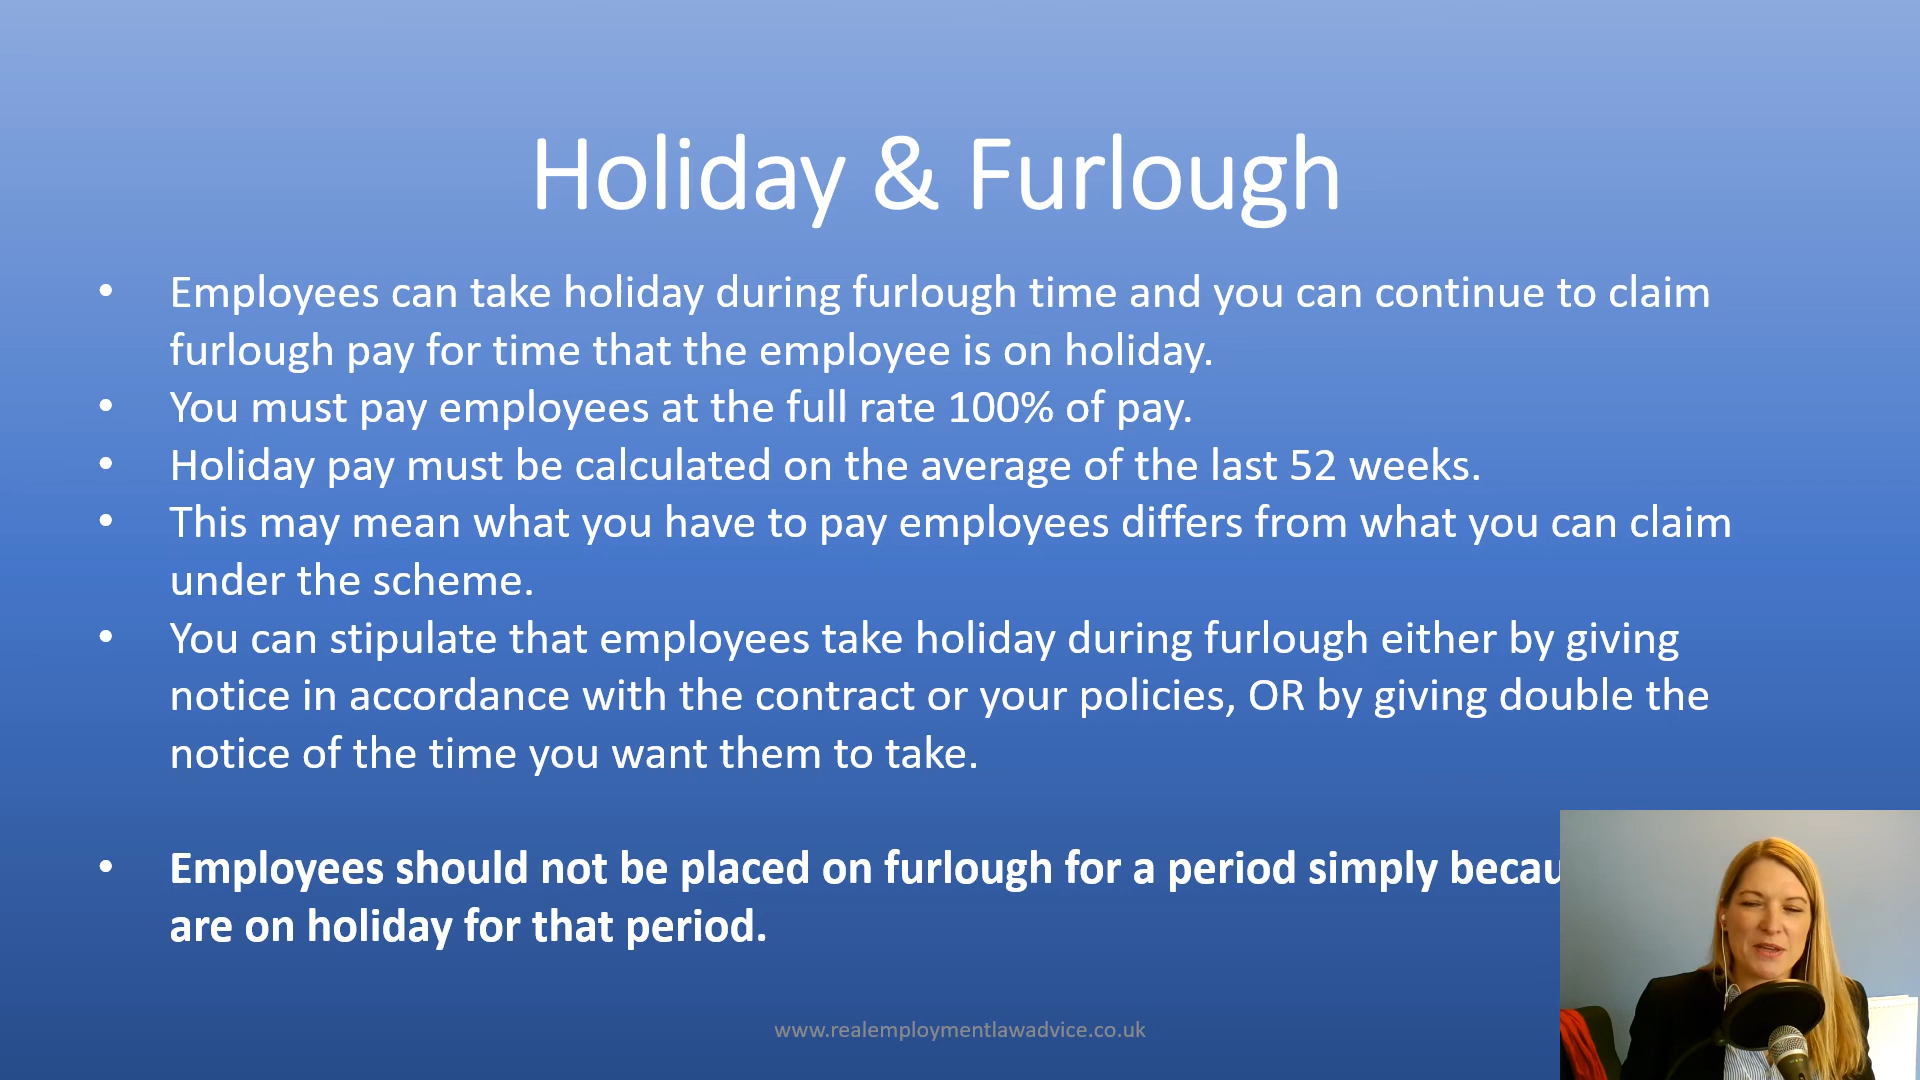 Holiday & Furlough
• Employees can take holiday during furlough time and you can continue to claim
furlough pay for time that the employee is on holiday.
• You must pay employees at the full rate 100% of pay.
• Holiday pay must be calculated on the average of the last 52 weeks.
• This may mean what you have to pay employees differs from what you can claim
under the scheme.
• You can stipulate that employees take holiday during furlough either by giving
notice in accordance with the contract or your policies, OR by giving double the
notice of the time you want them to take.
• Employees should not be placed on furlough for a period simply
are on holiday for that period.
www.realemploymentlawadvice.co.uk